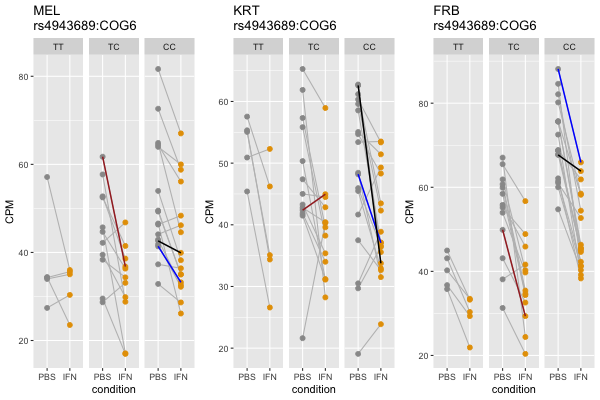 MEL
rs4943689:COG6
TT TC CC
80
60
40
20
CPM
PBS IFN PBS IFN PBS IFN
condition
KRT
rs4943689:COG6
TT TC CC
60
50
40
30
20
CPM
PBS IFN PBS IFN PBS IFN
condition
FRB
rs4943689:COG6
TT TC CC
80
60
40
20
CPM
PBS IFN PBS IFN PBS IFN
condition